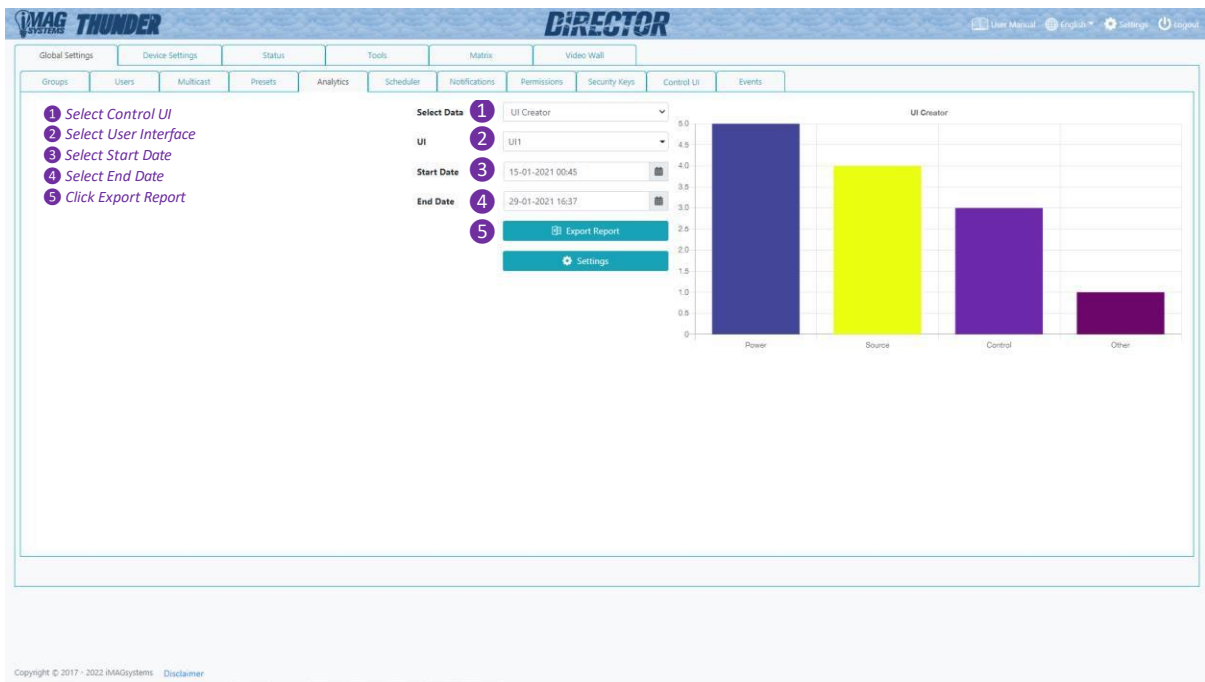 iMAG SYSTEMS THUNDER
DiRECTOR
User Manual English Settings Logout
Global Settings Device Settings Status Tools Matrix Video Wall
Groups Users Multicast Presets Analytics Scheduler Notifications Permissions Security Keys Control UI Events
1 Select Control UI
2 Select User Interface
3 Select Start Date
4 Select End Date
5 Click Export Report
Select Data 1 UI Creator
UI 2 UI1
Start Date 3 15-01-2021 00:45
End Date 4 29-01-2021 16:37
5 Export Report
Settings
UI Creator
5.0
4.5
4.0
3.5
3.0
2.5
2.0
1.5
1.0
0.5
0
Power Source Control Other
Copyright © 2017 - 2022 iMAGsystems Disclaimer